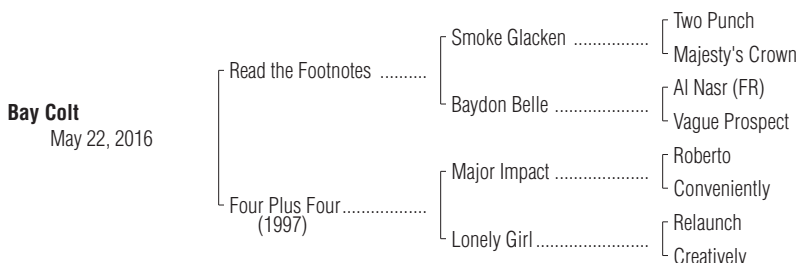 Two Punch
Smoke Glacken ................
Majesty's Crown
Read the Footnotes ..........
Al Nasr (FR)
Baydon Belle ....................
Vague Prospect
Bay Colt
May 22, 2016
Roberto
Major Impact ....................
Conveniently
Four Plus Four..................
(1997)
Relaunch
Lonely Girl ........................
Creatively